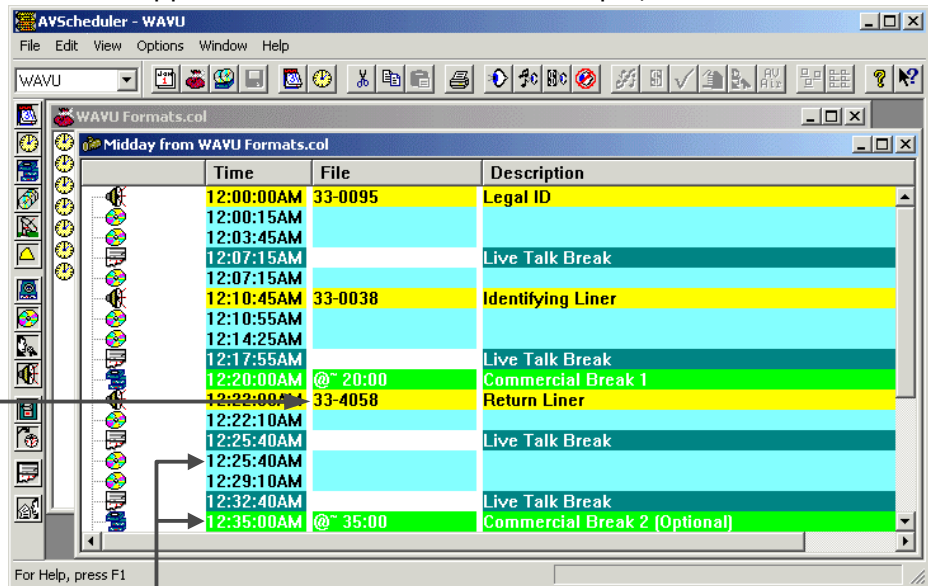 AVScheduler - WAVU
File Edit View Options Window Help
WAVU
WAVU Formats.col
Midday from WAVU Formats.col
Time File Description
12:00:00AM 33-0095 Legal ID
12:00:15AM
12:03:45AM
12:07:15AM Live Talk Break
12:07:15AM
12:10:45AM 33-0038 Identifying Liner
12:10:55AM
12:14:25AM
12:17:55AM Live Talk Break
12:20:00AM @~ 20:00 Commercial Break 1
12:22:00AM 33-4058 Return Liner
12:22:10AM
12:25:40AM Live Talk Break
12:25:40AM
12:29:10AM
12:32:40AM Live Talk Break
12:35:00AM @~ 35:00 Commercial Break 2 (Optional)
For Help, press F1